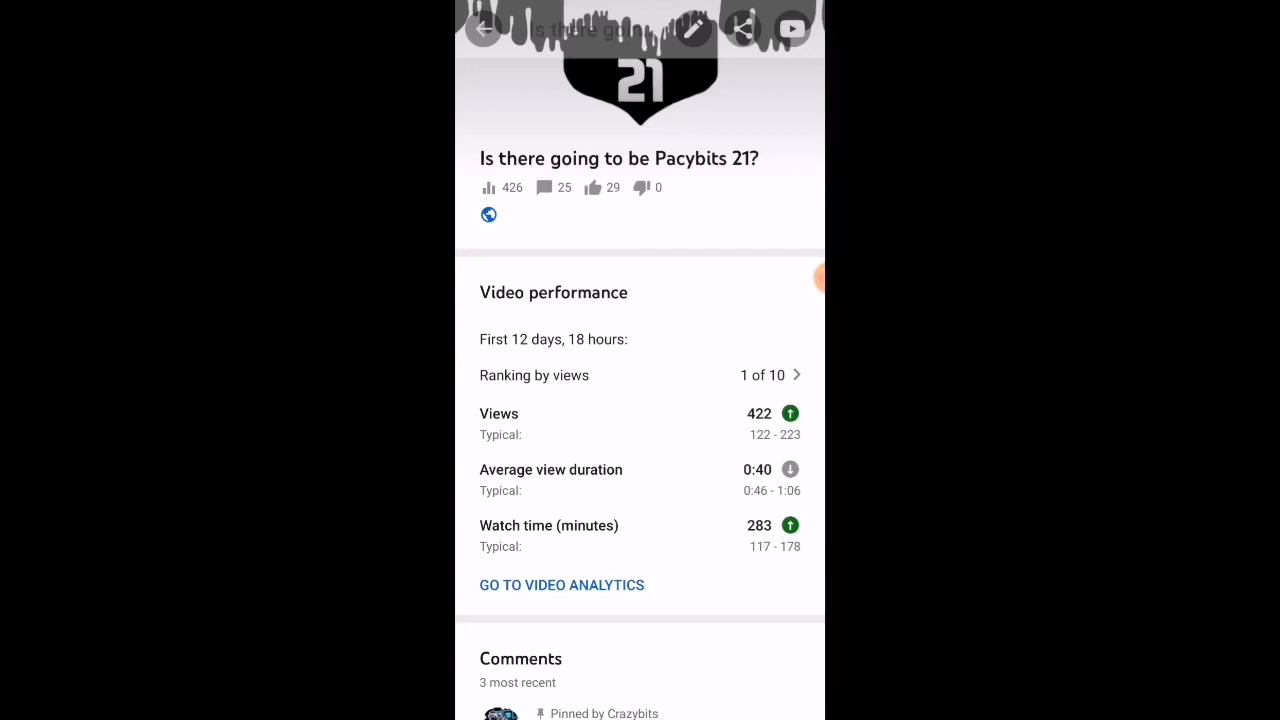 Is there goin...
21
Is there going to be Pacybits 21?
426 25 29 0
Video performance
First 12 days, 18 hours:
Ranking by views 1 of 10
Views 422
Typical: 122 - 223
Average view duration 0:40
Typical: 0:46 - 1:06
Watch time (minutes) 283
Typical: 117 - 178
GO TO VIDEO ANALYTICS
Comments
3 most recent
Pinned by Crazybits